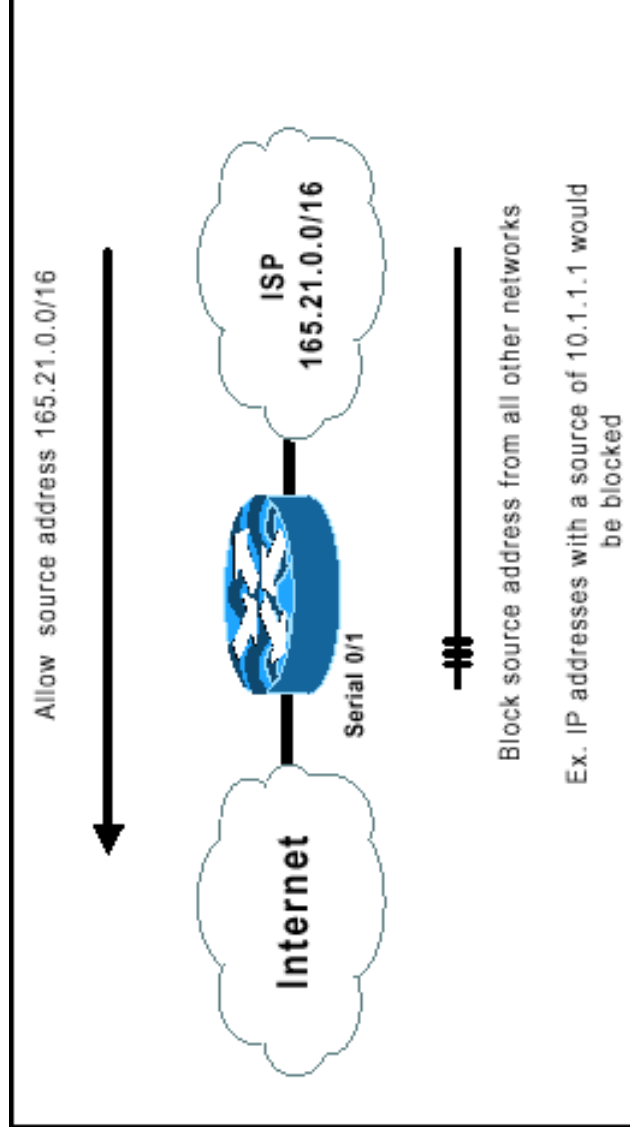 Allow source address 165.21.0.0/16
Internet
Serial 0/1
ISP
165.21.0.0/16
Block source address from all other networks
Ex. IP addresses with a source of 10.1.1.1 would
be blocked